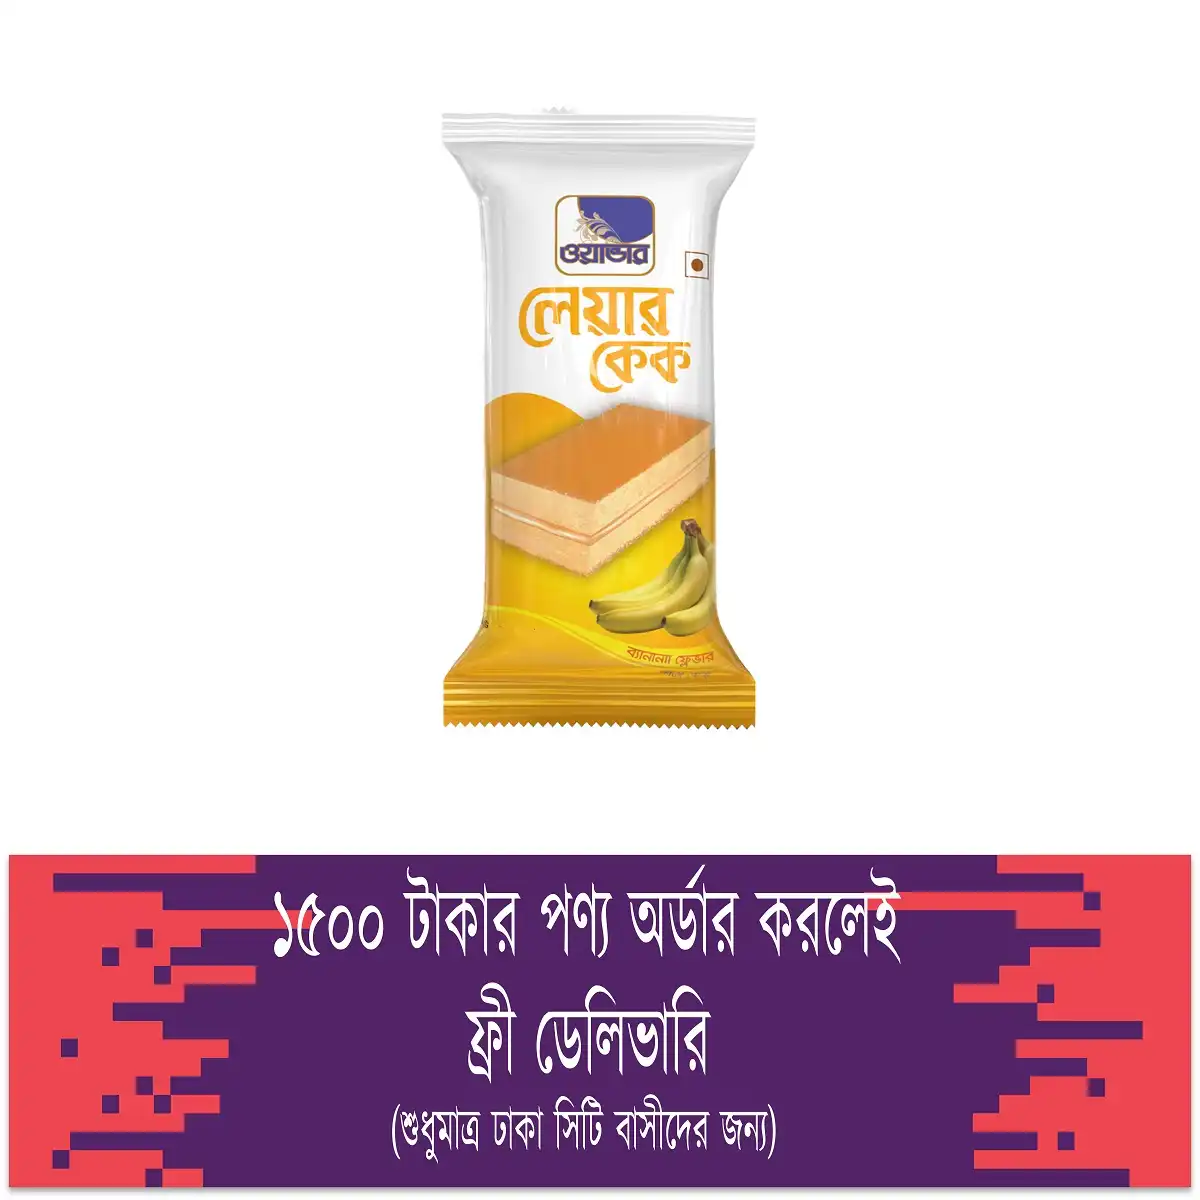 ওয়ান্ডার
লেয়ার
কেক
ব্যানানা ফ্লেভার
১৫০০ টাকার পণ্য অর্ডার করলেই
ফ্রী ডেলিভারি
(শুধুমাত্র ঢাকা সিটি বাসীদের জন্য)